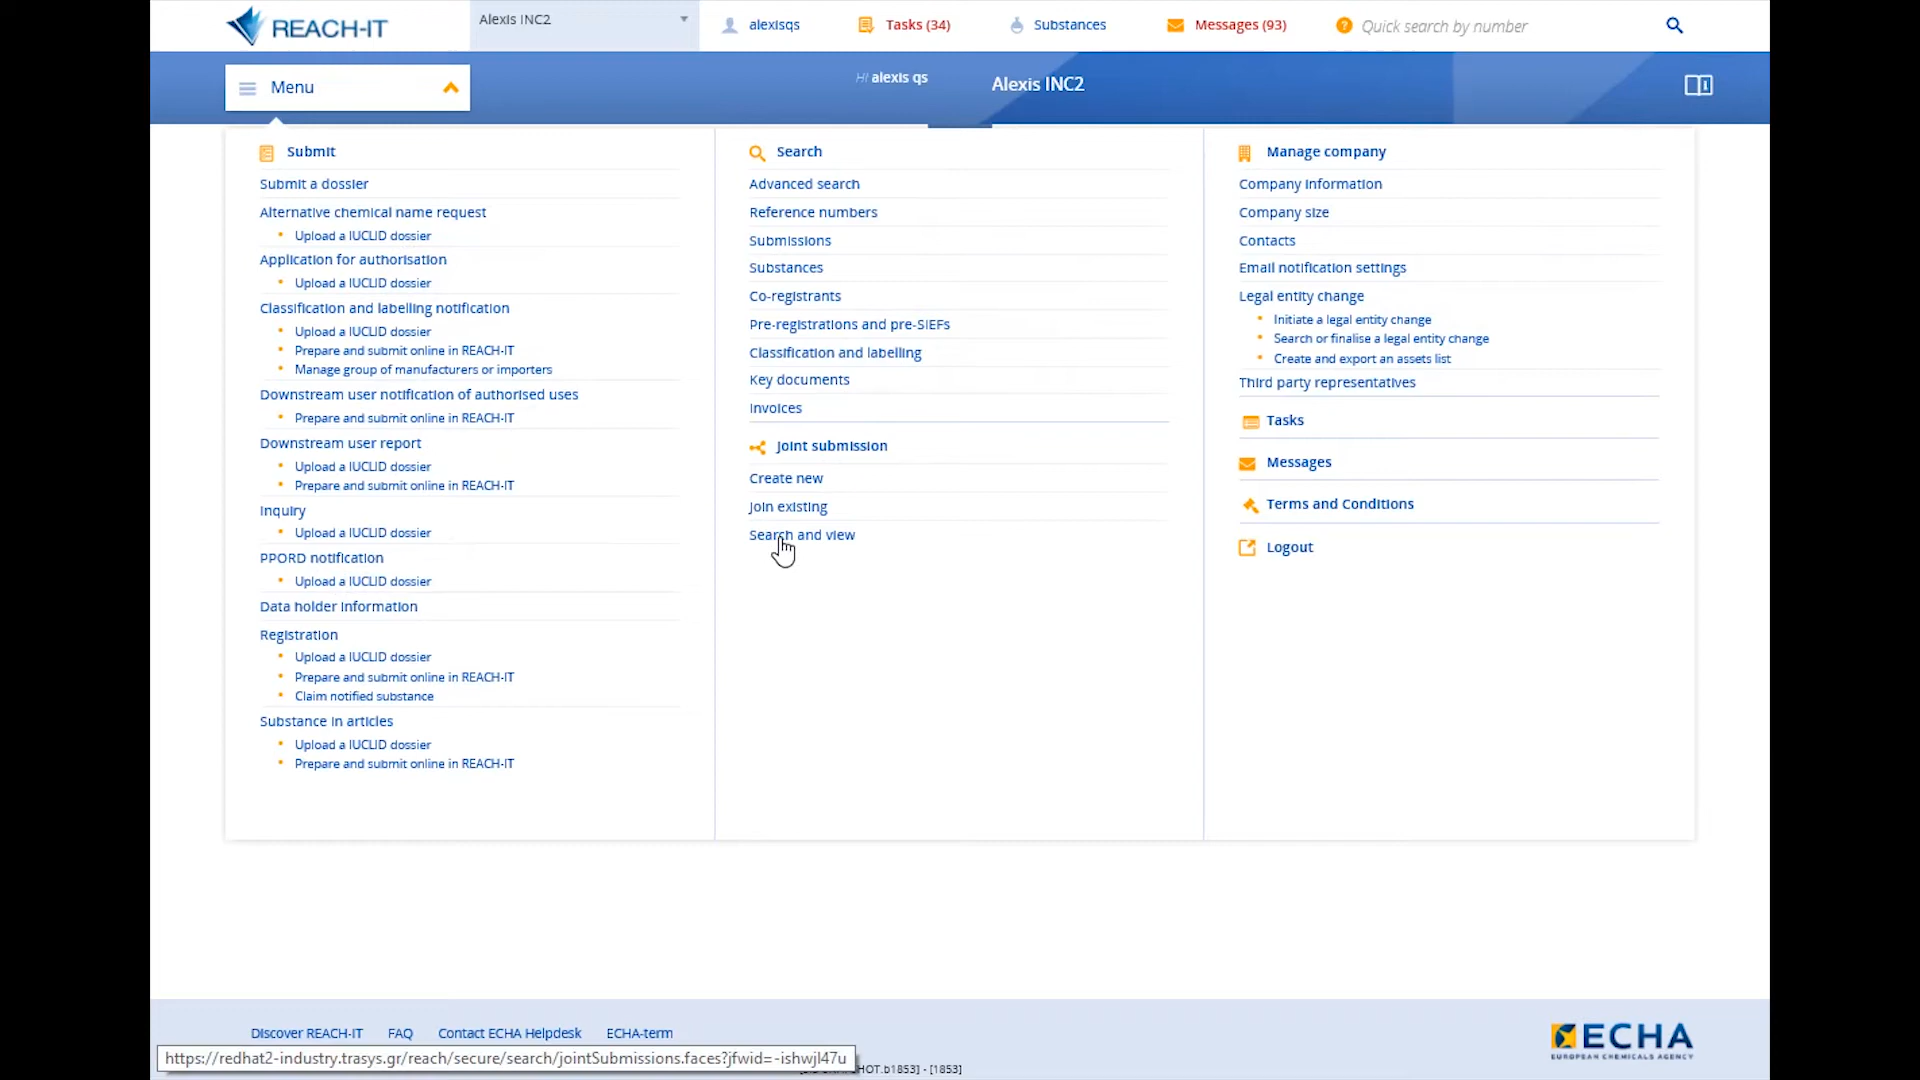 REACH-IT
Alexis INC2
alexisqs
Tasks (34)
Substances
Messages (93)
Quick search by number
Menu
Hi alexis qs
Alexis INC2
Submit
Submit a dossier
Alternative chemical name request
Upload a IUCLID dossier
Application for authorisation
Upload a IUCLID dossier
Classification and labelling notification
Upload a IUCLID dossier
Prepare and submit online in REACH-IT
Manage group of manufacturers or importers
Downstream user notification of authorised uses
Prepare and submit online in REACH-IT
Downstream user report
Upload a IUCLID dossier
Prepare and submit online in REACH-IT
Inquiry
Upload a IUCLID dossier
PPORD notification
Upload a IUCLID dossier
Data holder information
Registration
Upload a IUCLID dossier
Prepare and submit online in REACH-IT
Claim notified substance
Substance in articles
Upload a IUCLID dossier
Prepare and submit online in REACH-IT
Search
Advanced search
Reference numbers
Submissions
Substances
Co-registrants
Pre-registrations and pre-SIEFs
Classification and labelling
Key documents
Invoices
Joint submission
Create new
Join existing
Search and view
Manage company
Company information
Company size
Contacts
Email notification settings
Legal entity change
Initiate a legal entity change
Search or finalise a legal entity change
Create and export an assets list
Third party representatives
Tasks
Messages
Terms and Conditions
Logout
Discover REACH-IT
FAQ
Contact ECHA Helpdesk
ECHA-term
ECHA
EUROPEAN CHEMICALS AGENCY
https://redhat2-industry.trasys.gr/reach/secure/search/jointSubmissions.faces?jfwid=-ishwjl47u
HOT.b1853] - [1853]